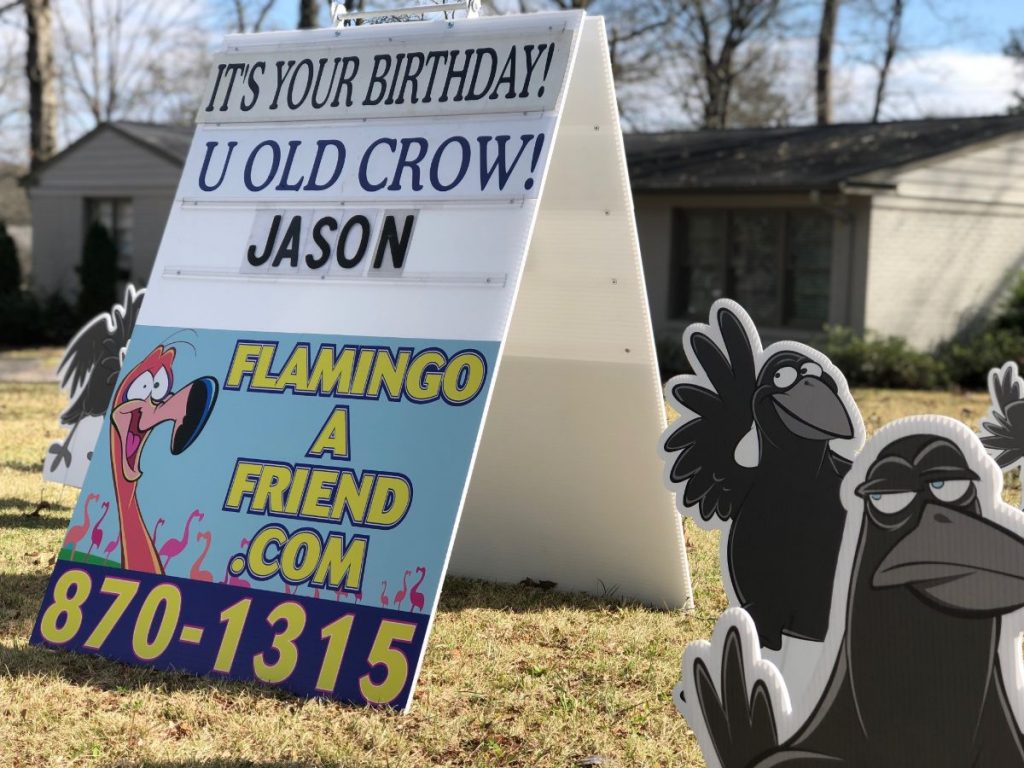 IT'S YOUR BIRTHDAY!
U OLD CROW!
JASON
FLAMINGO
A
FRIEND
.COM
870-1315